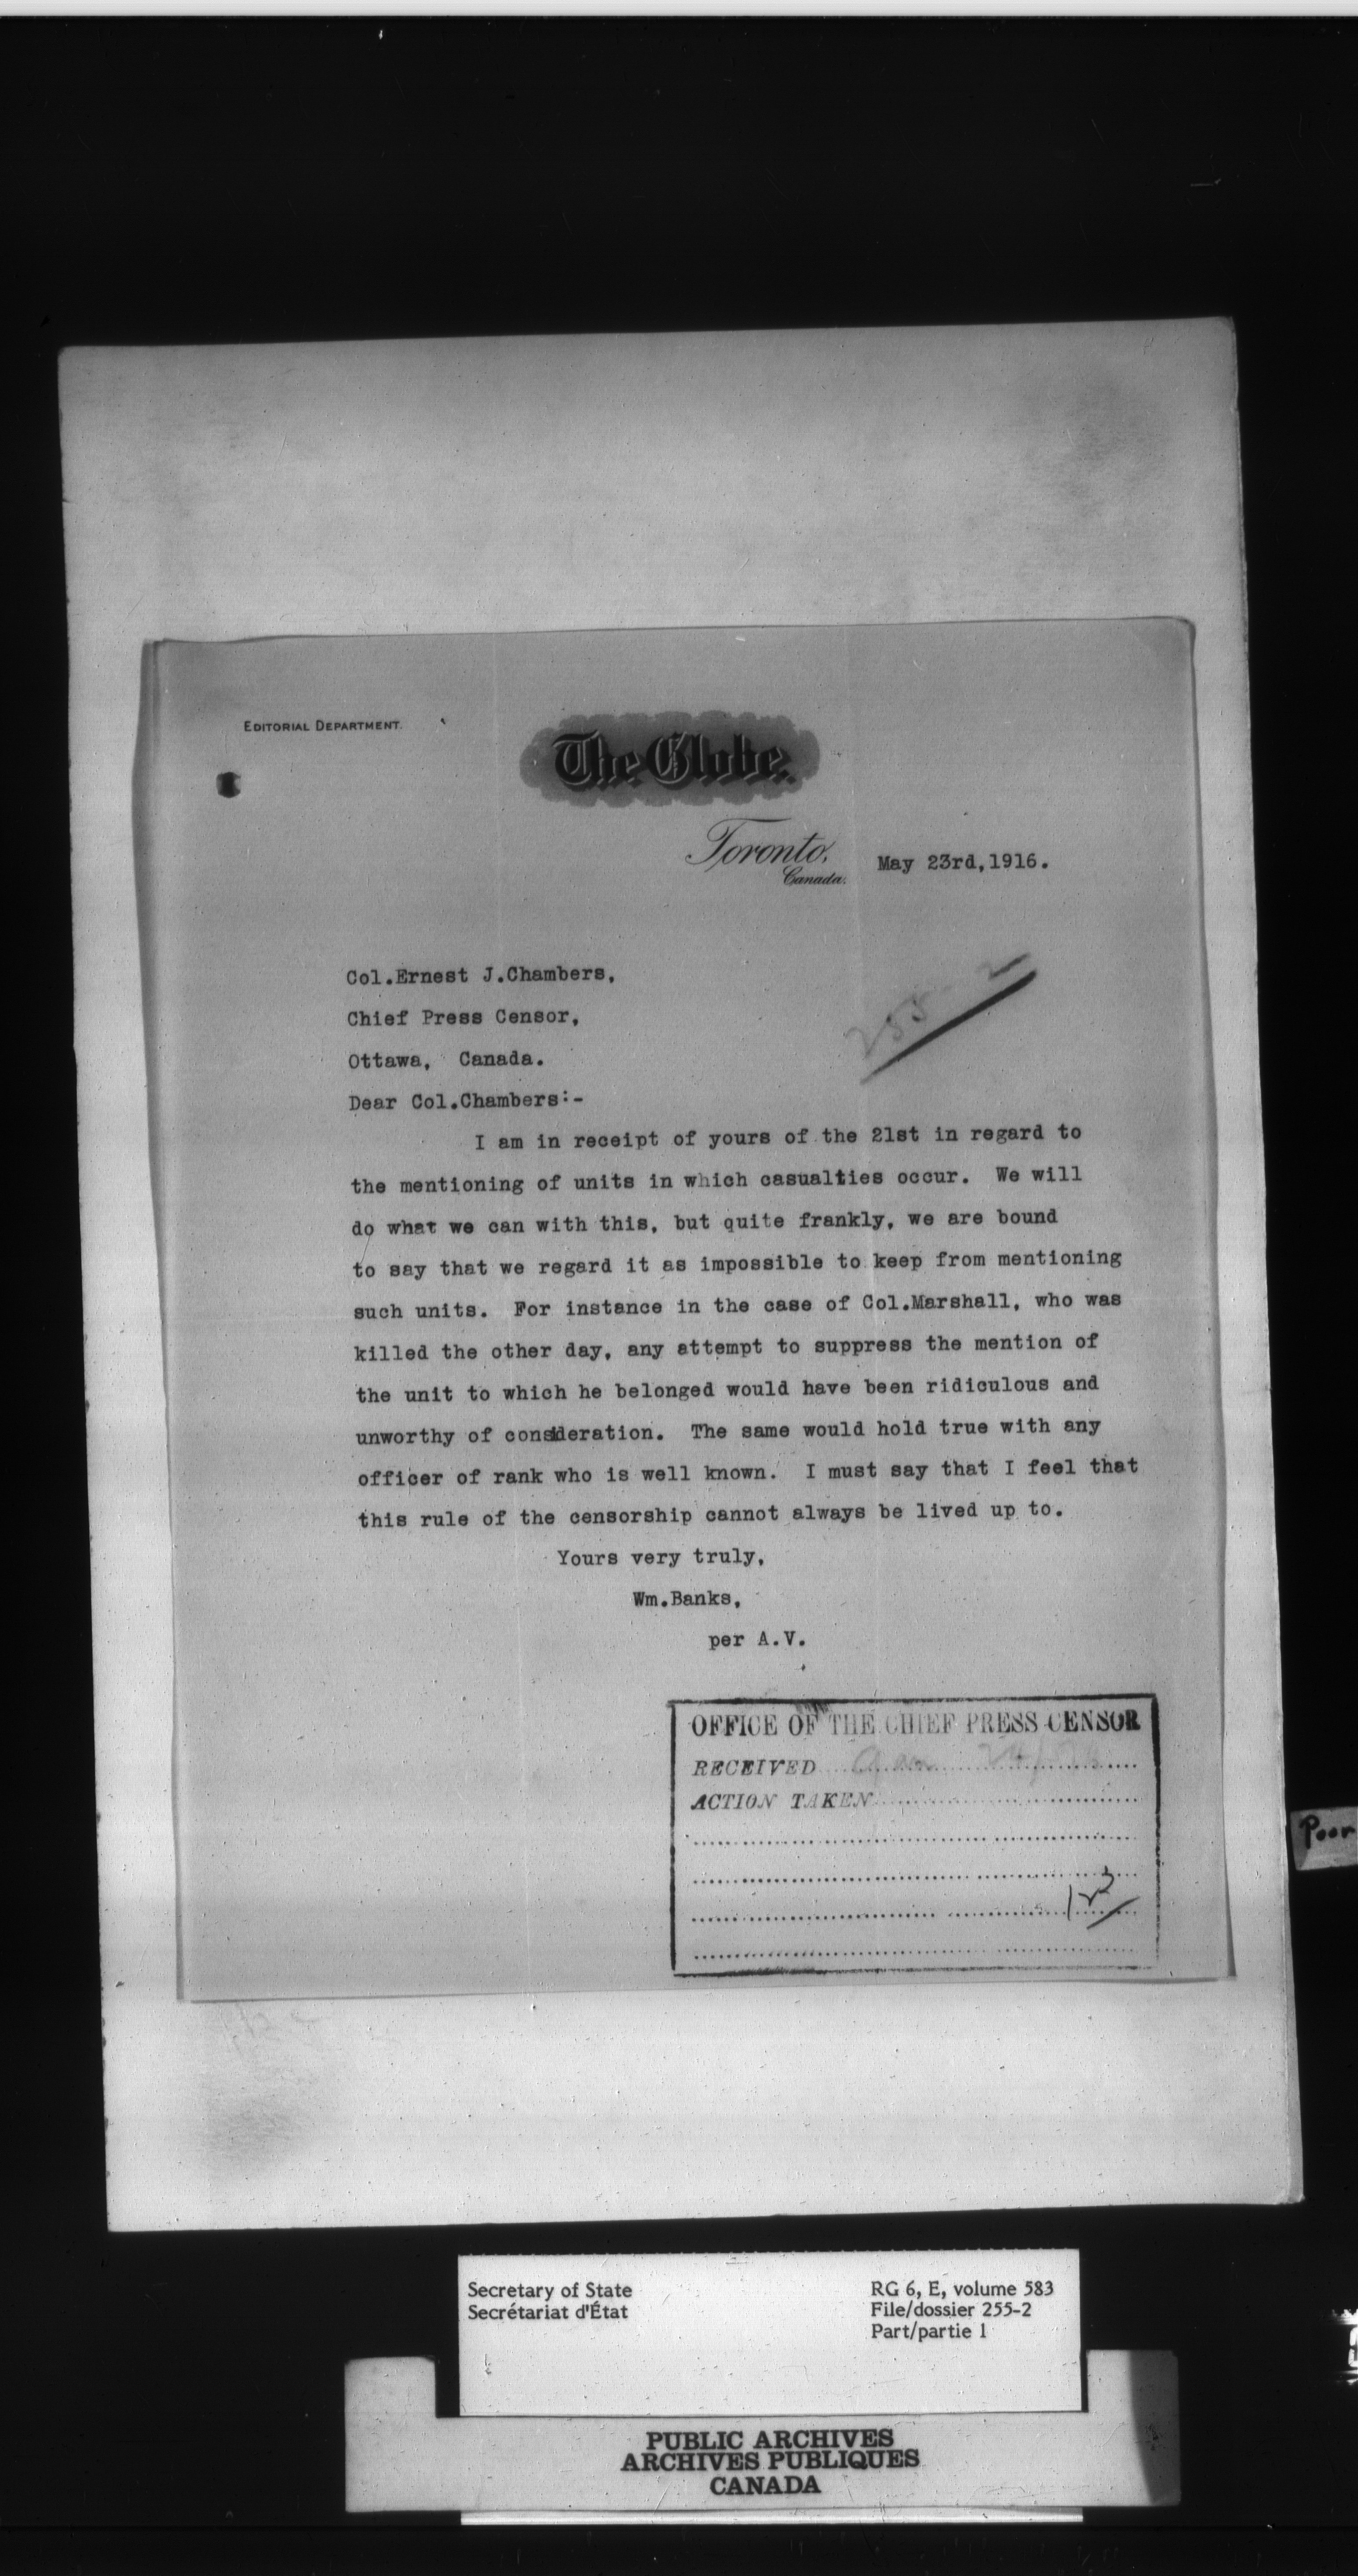 EDITORIAL DEPARTMENT.
The Globe.
Toronto,
Canada.
May 23rd,1916.
255-2
Col.Ernest J.Chambers,
Chief Press Censor,
Ottawa, Canada.
Dear Col.Chambers:-
I am in receipt of yours of the 21st in regard to
the mentioning of units in which casualties occur. We will
do what we can with this, but quite frankly, we are bound
to say that we regard it as impossible to keep from mentioning
such units. For instance in the case of Col.Marshall, who was
killed the other day, any attempt to suppress the mention of
the unit to which he belonged would have been ridiculous and
unworthy of consideration. The same would hold true with any
officer of rank who is well known. I must say that I feel that
this rule of the censorship cannot always be lived up to.
Yours very truly,
Wm.Banks,
per A.V.
OFFICE OF THE CHIEF PRESS CENSOR
RECEIVED
ACTION TAKEN
Poor
Secretary of State
Secrétariat d'État
RG 6, E, volume 583
File/dossier 255-2
Part/partie 1
PUBLIC ARCHIVES
ARCHIVES PUBLIQUES
CANADA